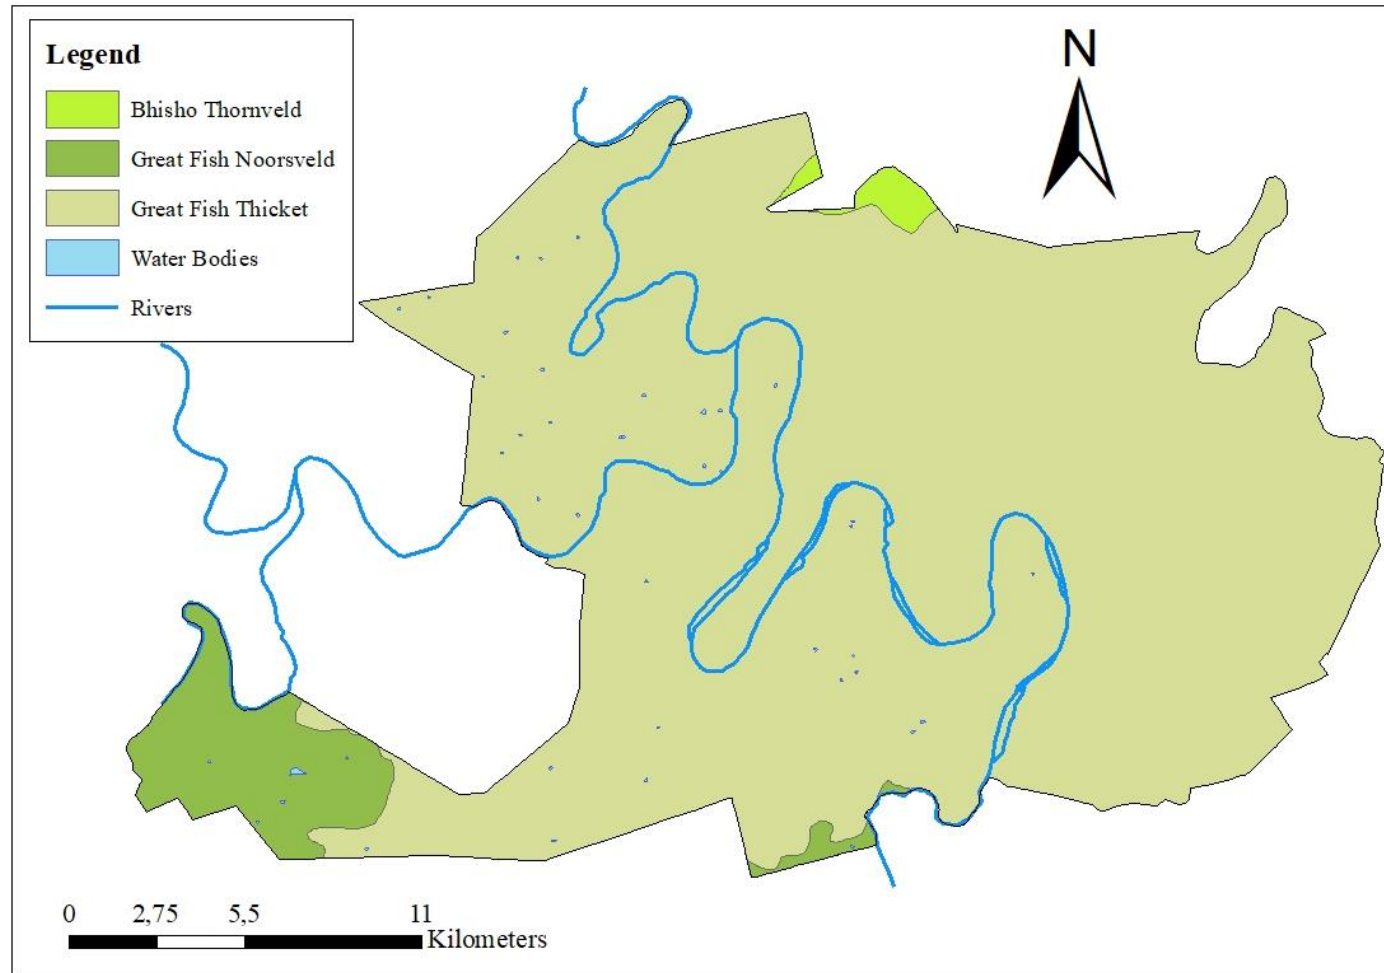 Legend
Bhisho Thornveld
Great Fish Noorsveld
Great Fish Thicket
Water Bodies
Rivers
N
0 2,75 5,5 11
Kilometers